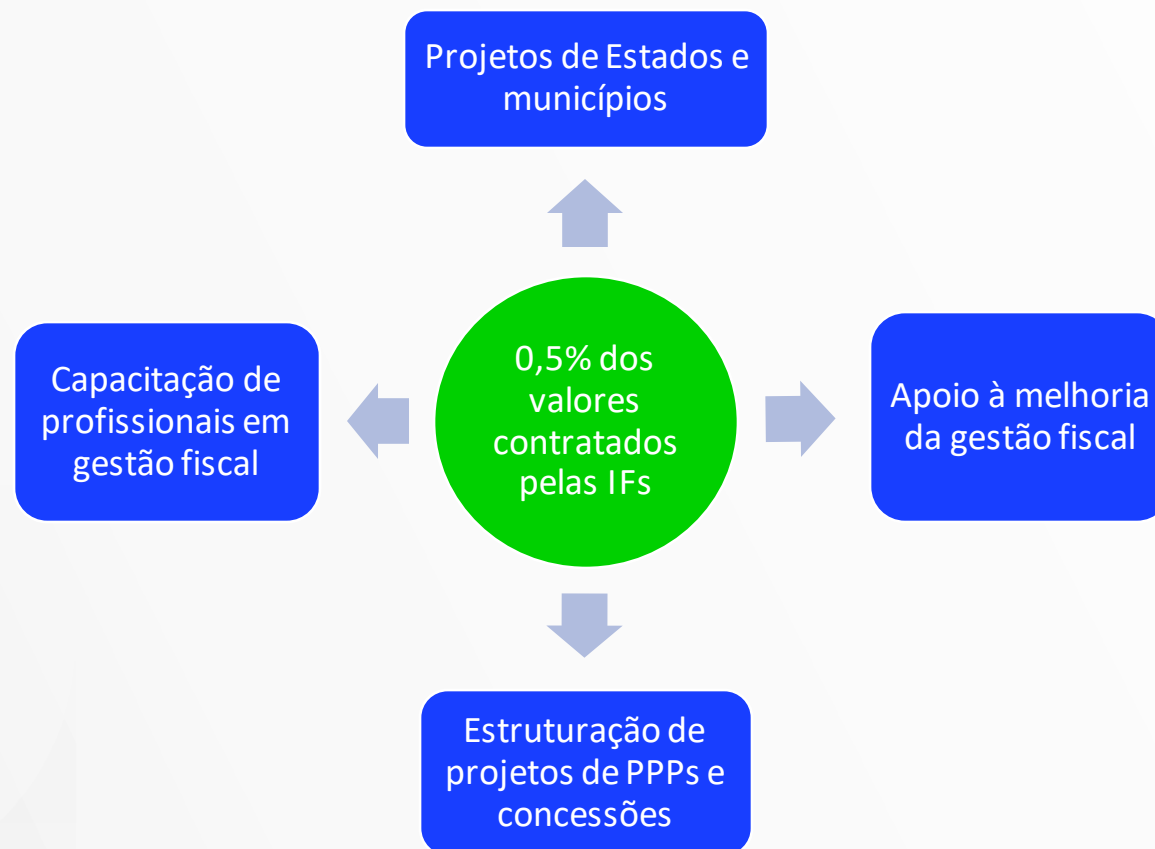 Projetos de Estados e
municípios
Capacitação de
profissionais em
gestão fiscal
0,5% dos
valores
contratados
pelas IFs
Apoio à melhoria
da gestão fiscal
Estruturação de
projetos de PPPs e
concessões